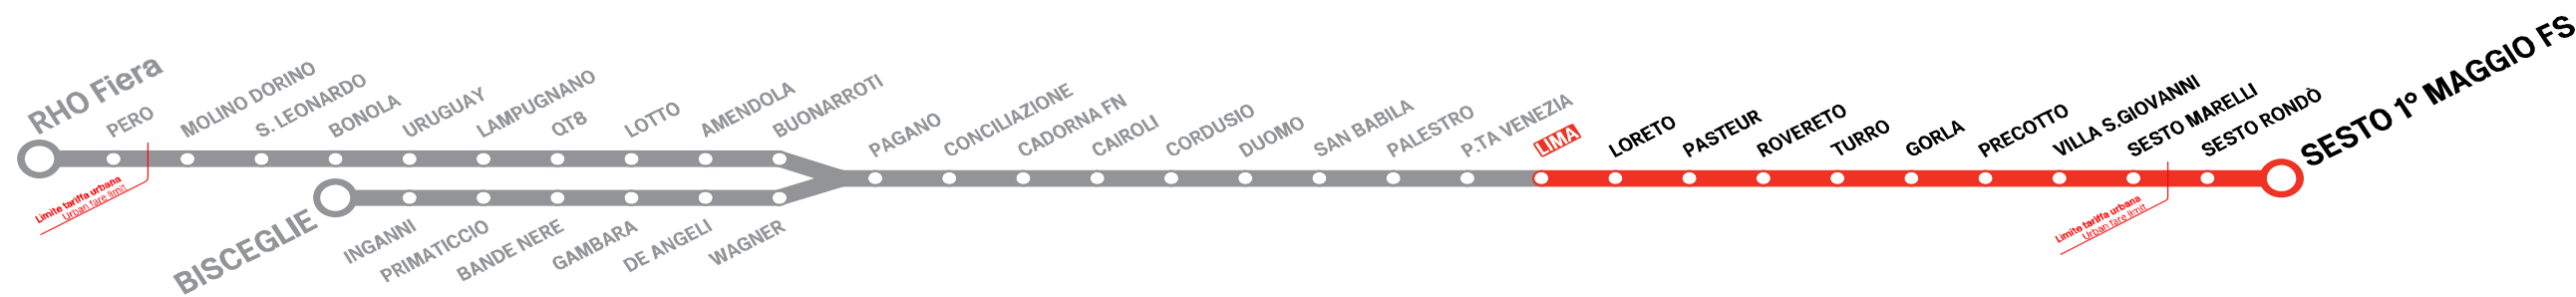 RHO Fiera
PERO
MOLINO DORINO
S. LEONARDO
BONOLA
URUGUAY
LAMPUGNANO
QT8
LOTTO
AMENDOLA
BUONARROTI
PAGANO
CONCILIAZIONE
CADORNA FN
CAIROLI
CORDUSIO
DUOMO
SAN BABILA
PALESTRO
P.TA VENEZIA
LIMA
LORETO
PASTEUR
ROVERETO
TURRO
GORLA
PRECOTTO
VILLA S.GIOVANNI
SESTO MARELLI
SESTO RONDÒ
SESTO 1° MAGGIO FS
Limite tariffa urbana
Urban fare limit
BISCEGLIE
INGANNI
PRIMATICCIO
BANDE NERE
GAMBARA
DE ANGELI
WAGNER
Limite tariffa urbana
Urban fare limit